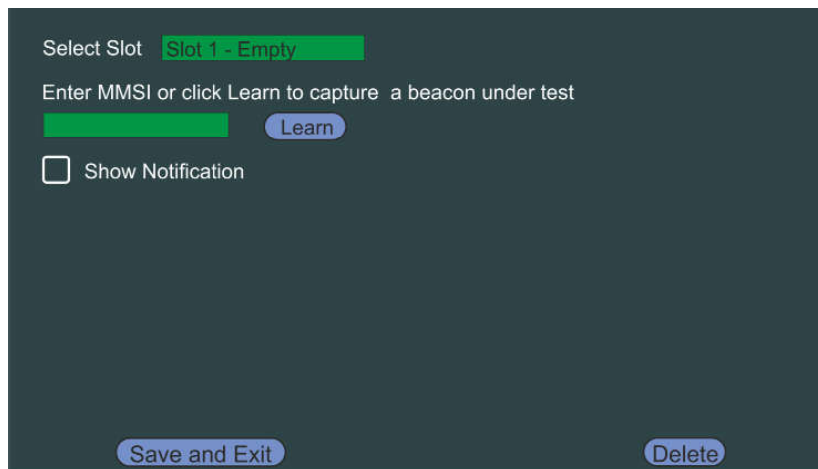 Select Slot Slot 1 - Empty
Enter MMSI or click Learn to capture a beacon under test
Learn
Show Notification
Save and Exit Delete